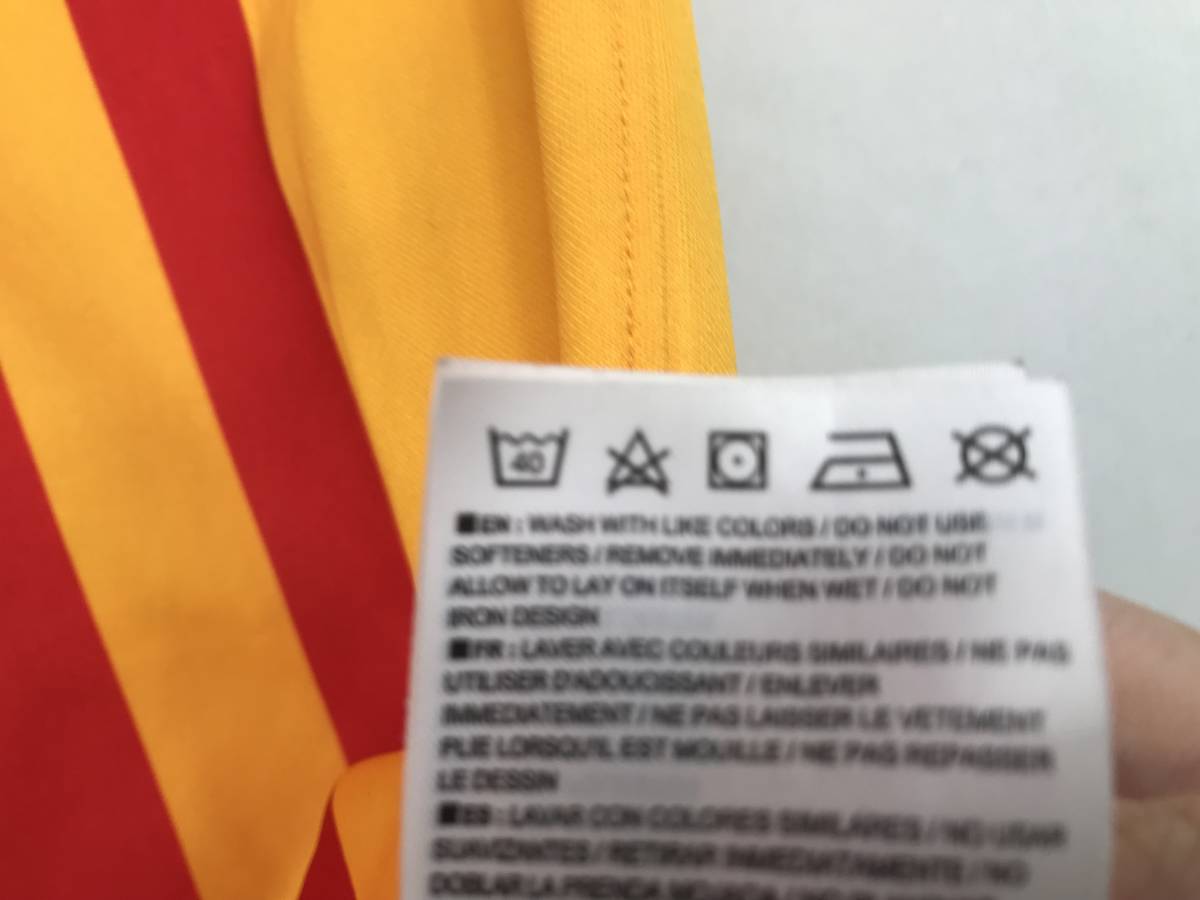 40
EN : WASH WITH LIKE COLORS / DO NOT USE
SOFTENERS / REMOVE IMMEDIATELY / DO NOT
ALLOW TO LAY ON ITSELF WHEN WET / DO NOT
IRON DESIGN
FR : LAVER AVEC COULEURS SIMILAIRES / NE PAS
UTILISER D'ADOUCISSANT / ENLEVER
IMMEDIATEMENT / NE PAS LAISSER LE VETEMENT
PLIE LORSQU'IL EST MOUILLE / NE PAS REPASSER
LE DESSIN
ES : LAVAR CON COLORES SIMILARES / NO USAR
SUAVIZANTES / RETIRAR INMEDIATAMENTE / NO
DOBLAR LA PRENDA MOJADA /